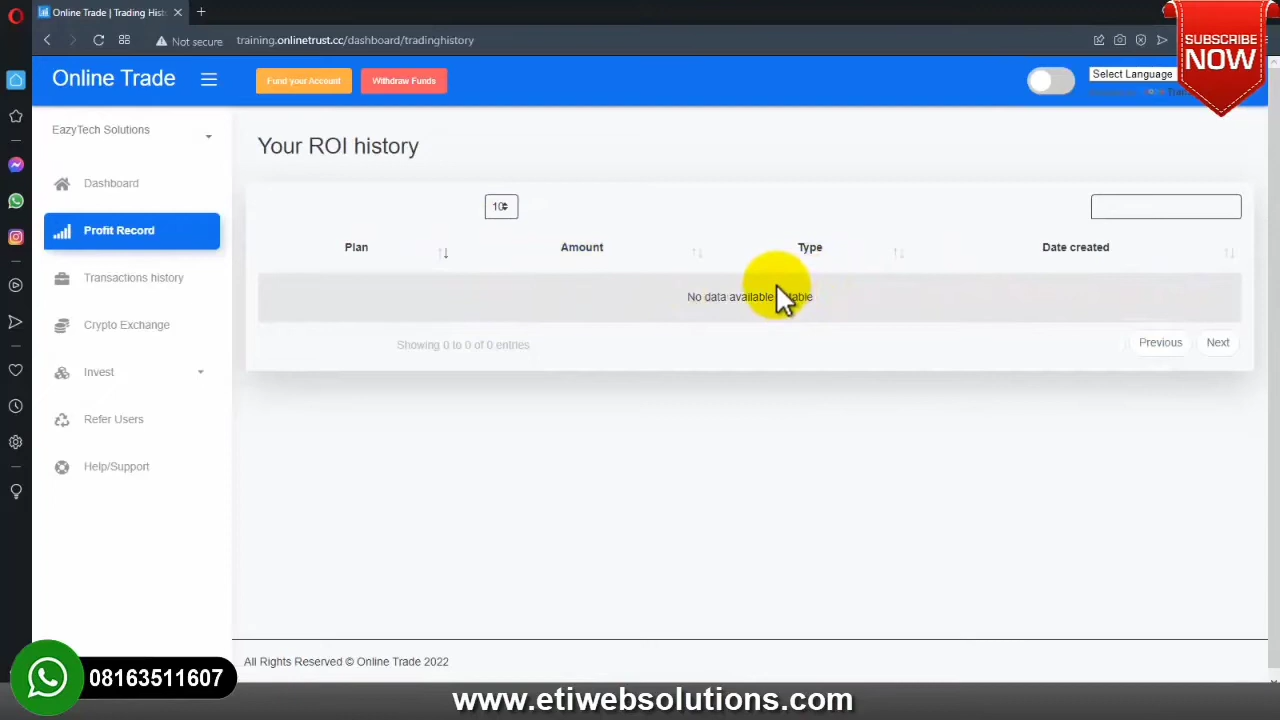 Online Trade | Trading Hist
Not secure
training.onlinetrust.cc/dashboard/tradinghistory
SUBSCRIBE
NOW
Online Trade
Fund your Account
Withdraw Funds
Select Language
EazyTech Solutions
Your ROI history
Dashboard
10
Profit Record
Plan
Amount
Type
Date created
Transactions history
No data available
Crypto Exchange
Showing 0 to 0 of 0 entries
Previous
Next
Invest
Refer Users
Help/Support
All Rights Reserved © Online Trade 2022
08163511607
www.etiwebsolutions.com